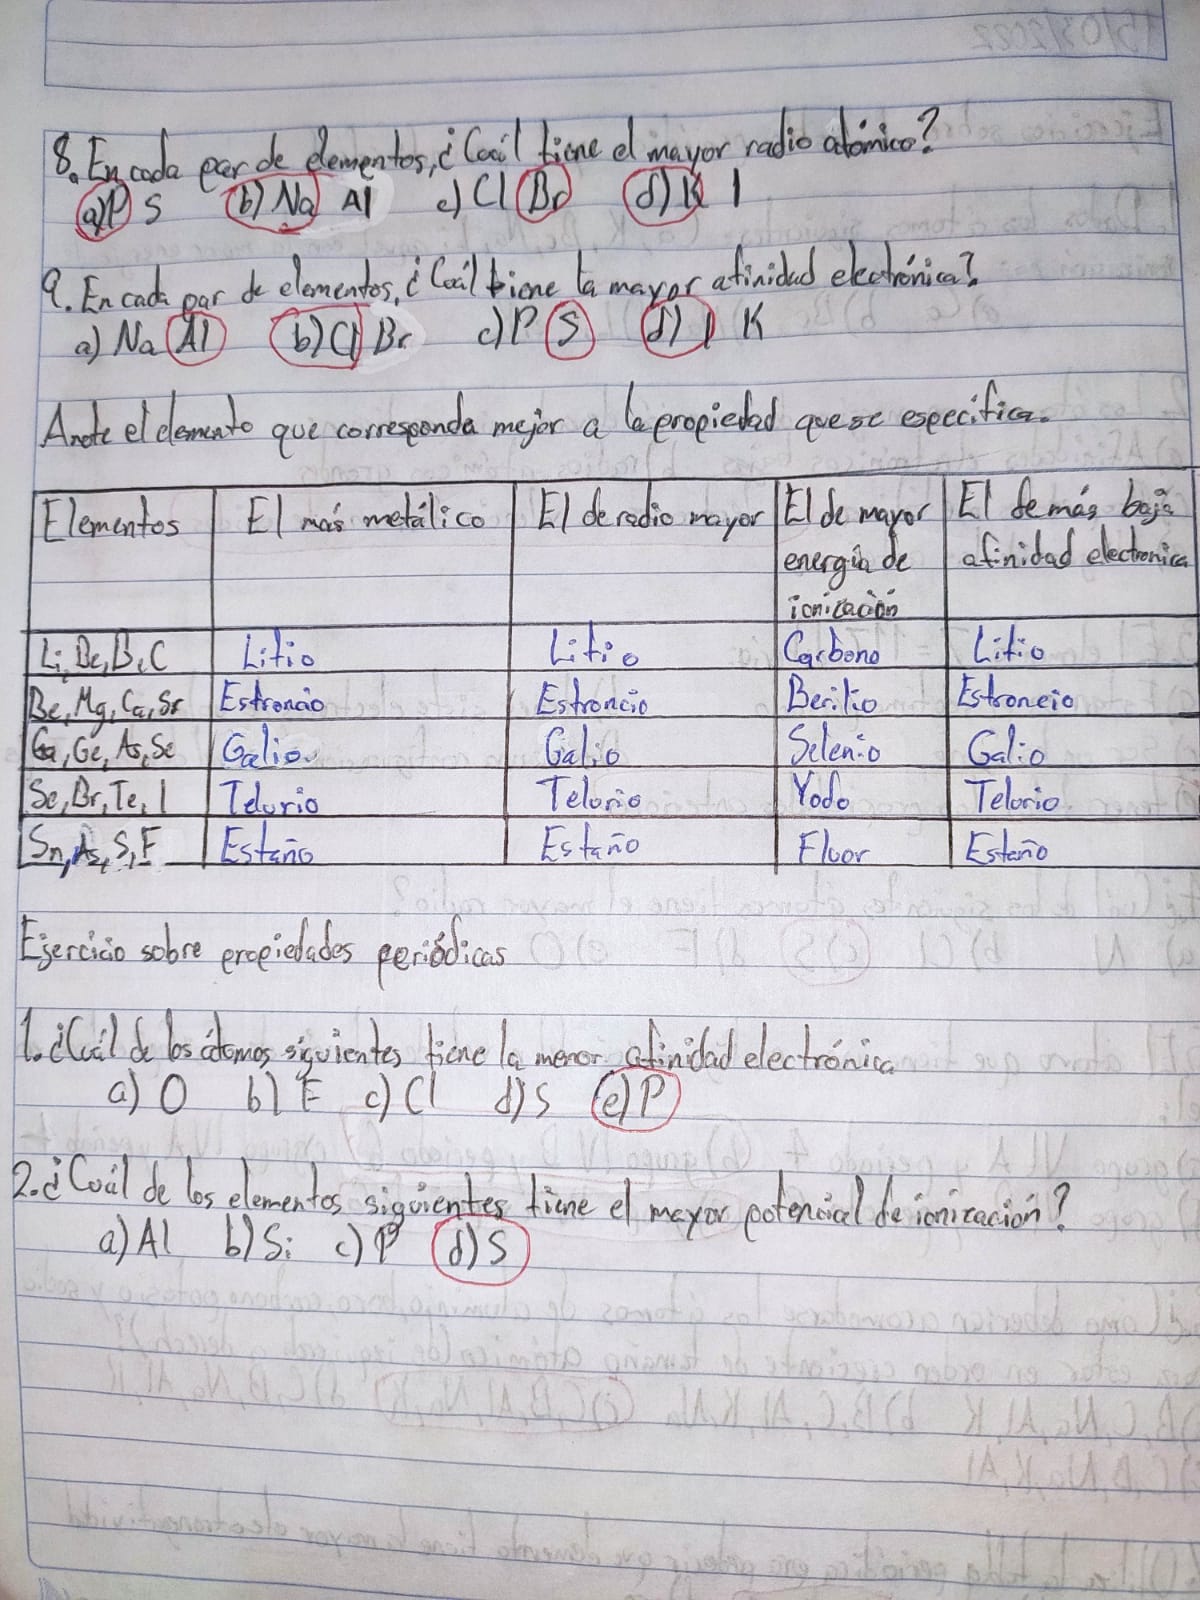 8. En cada par de elementos, ¿Cuál tiene el mayor radio atómico?
a) P S b) Na Al c) Cl Br d) K I
9. En cada par de elementos, ¿Cuál tiene la mayor afinidad electrónica?
a) Na Al b) Cl Br c) P S d) I K
Anote el elemento que corresponda mejor a la propiedad que se especifica.
Elementos El más metálico El de radio mayor El de mayor energía de ionización El de más baja afinidad electronica
Li, Be, B, C Litio Litio Carbono Litio
Be, Mg, Ca, Sr Estroncio Estroncio Berilio Estroncio
Ga, Ge, As, Se Galio Galio Selenio Galio
Se, Br, Te, I Telurio Telurio Yodo Telurio
Sn, As, S, F Estaño Estaño Fluor Estaño
Ejercicio sobre propiedades periódicas
1. ¿Cuál de los átomos siguientes tiene la menor afinidad electrónica
a) O b) F c) Cl d) S e) P
2. ¿Cuál de los elementos siguientes tiene el mayor potencial de ionización?
a) Al b) Si c) P d) S